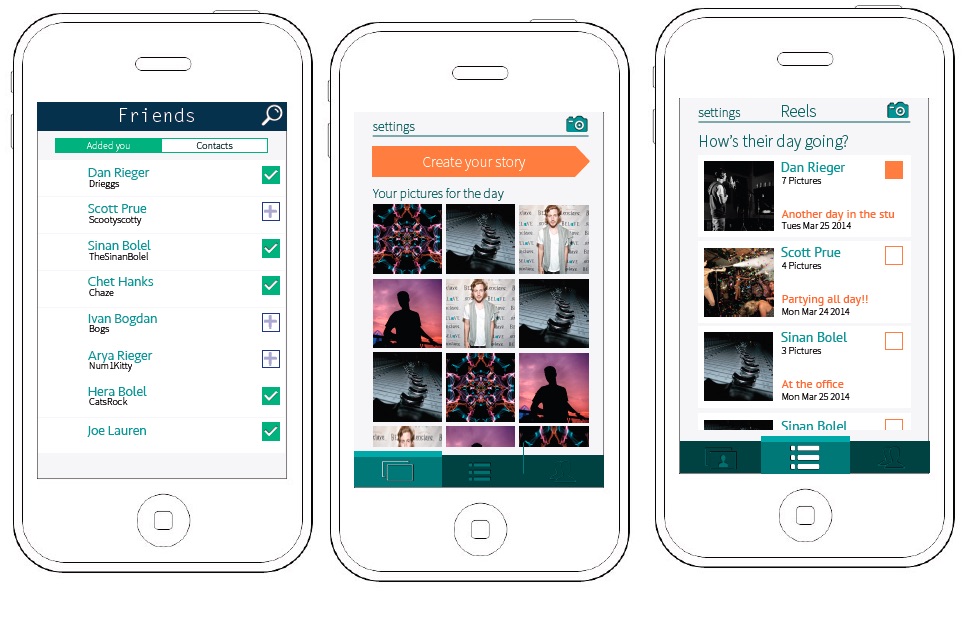 Friends
Added you
Contacts
Dan Rieger
Drieggs
Scott Prue
Scootyscotty
Sinan Bolel
TheSinanBolel
Chet Hanks
Chaze
Ivan Bogdan
Bogs
Arya Rieger
Num1Kitty
Hera Bolel
CatsRock
Joe Lauren
settings
Create your story
Your pictures for the day
settings
Reels
How's their day going?
Dan Rieger
7 Pictures
Another day in the stu
Tues Mar 25 2014
Scott Prue
4 Pictures
Partying all day!!
Mon Mar 24 2014
Sinan Bolel
3 Pictures
At the office
Mon Mar 25 2014
Sinan Bolel